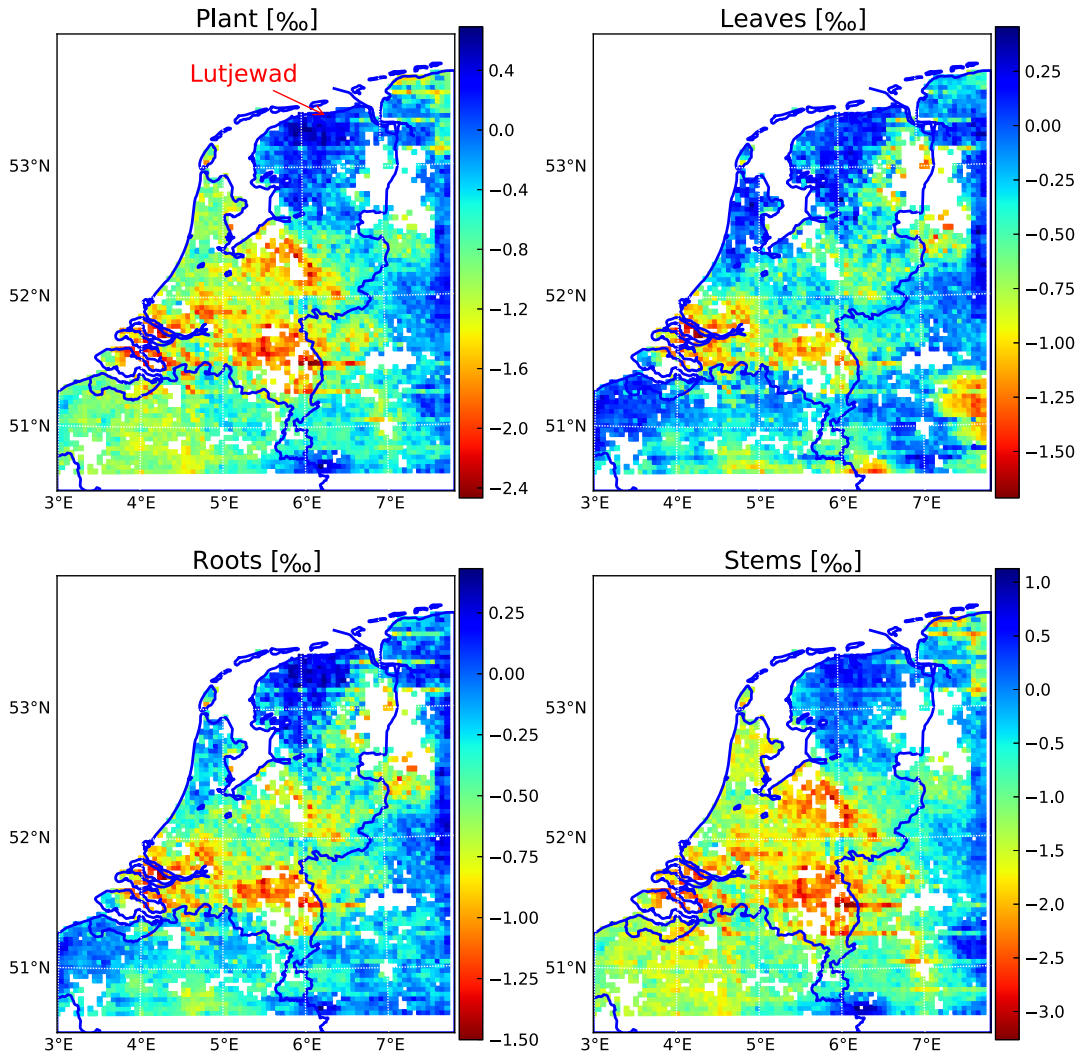 Plant [‰]
Lutjewad
53°N
52°N
51°N
3°E 4°E 5°E 6°E 7°E
0.4
0.0
−0.4
−0.8
−1.2
−1.6
−2.0
−2.4
Leaves [‰]
53°N
52°N
51°N
3°E 4°E 5°E 6°E 7°E
0.25
0.00
−0.25
−0.50
−0.75
−1.00
−1.25
−1.50
Roots [‰]
53°N
52°N
51°N
3°E 4°E 5°E 6°E 7°E
0.25
0.00
−0.25
−0.50
−0.75
−1.00
−1.25
−1.50
Stems [‰]
53°N
52°N
51°N
3°E 4°E 5°E 6°E 7°E
1.0
0.5
0.0
−0.5
−1.0
−1.5
−2.0
−2.5
−3.0